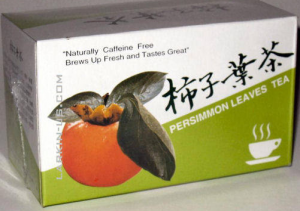 "Naturally Caffeine Free
Brews Up Fresh and Tastes Great"
柿子葉茶
PERSIMMON LEAVES TEA